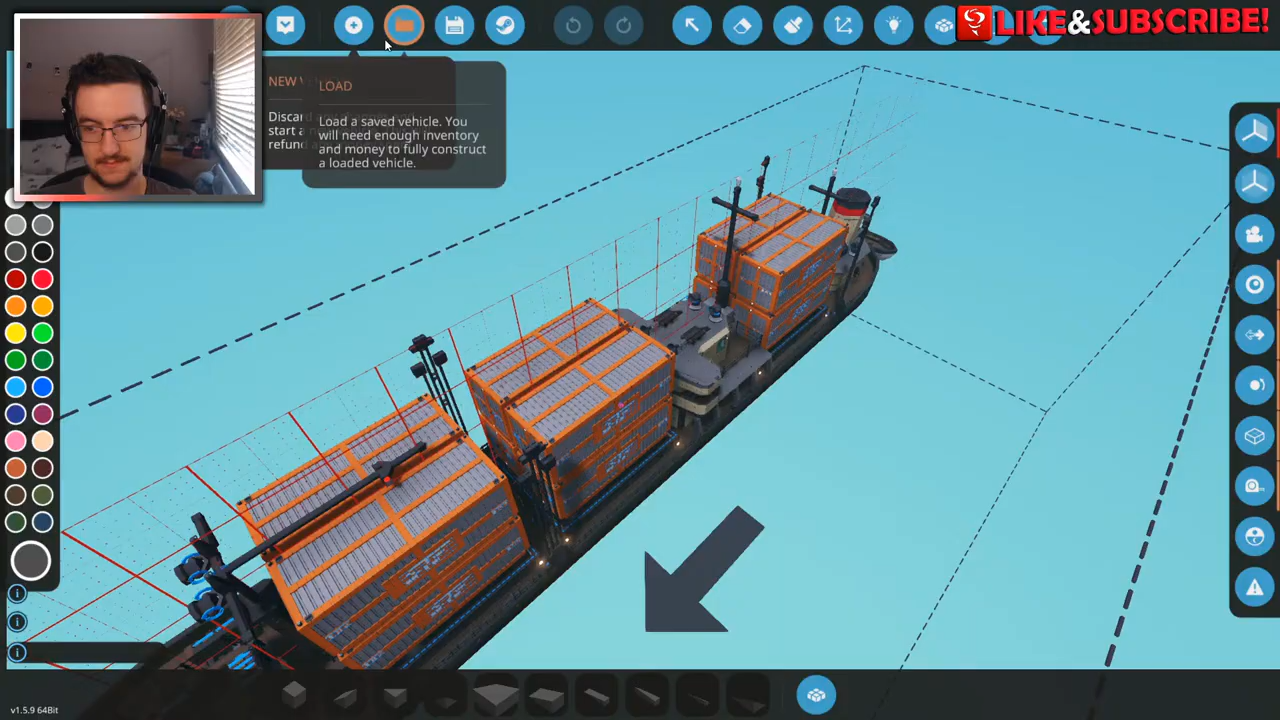 LIKE&SUBSCRIBE!
NEW V
LOAD
Discard
start a
refund
Load a saved vehicle. You
will need enough inventory
and money to fully construct
a loaded vehicle.
v1.5.9 64Bit